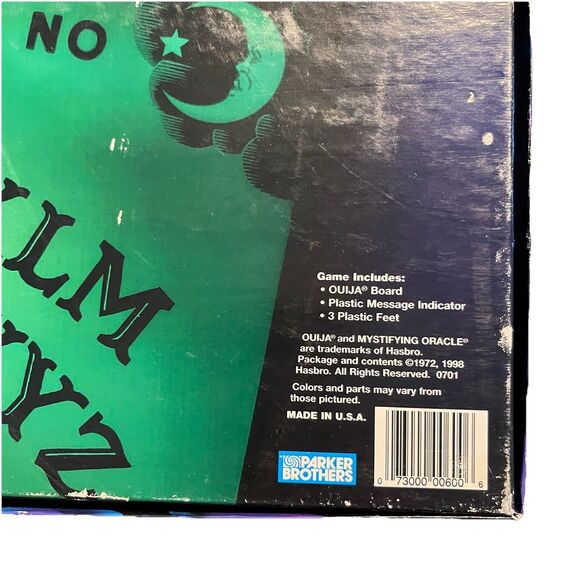 NO
LM
YZ
Game Includes:
• OUIJA® Board
• Plastic Message Indicator
• 3 Plastic Feet
OUIJA® and MYSTIFYING ORACLE®
are trademarks of Hasbro.
Package and contents ©1972, 1998
Hasbro. All Rights Reserved. 0701
Colors and parts may vary from
those pictured.
MADE IN U.S.A.
PARKER
BROTHERS
0 73000 00600 6